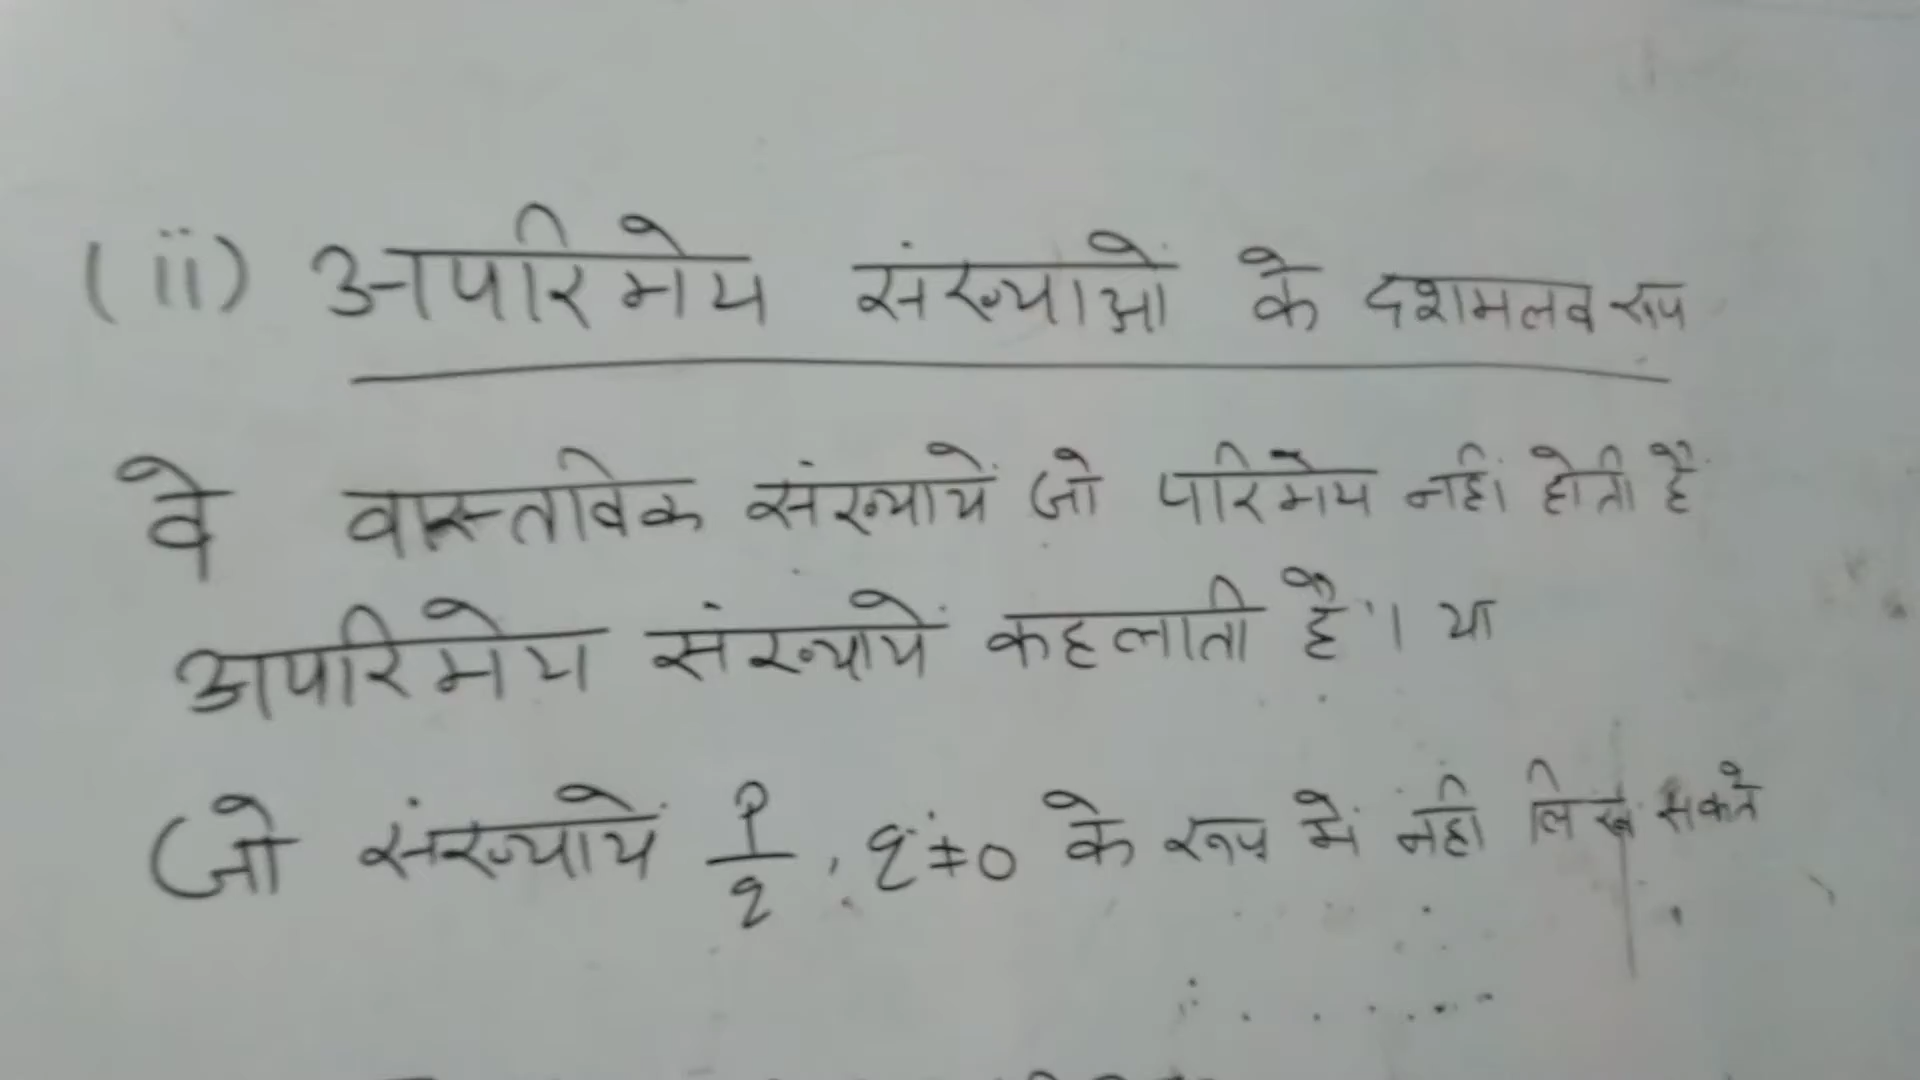 (ii) अपरिमेय संख्याओं के दशमलव रूप
वे वास्तविक संख्यायें जो परिमेय नहीं होती हैं
अपरिमेय संख्यायें कहलाती हैं। या
जो संख्यायें p/q, q≠0 के रूप में नहीं लिख सकते